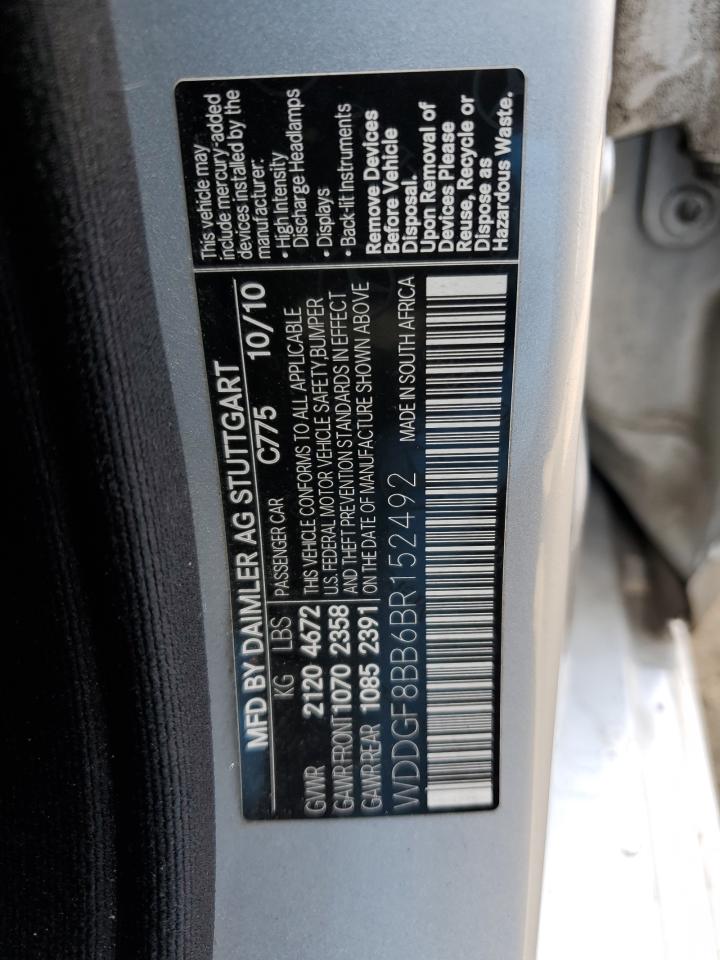 MFD BY DAIMLER AG STUTTGART
KG LBS PASSENGER CAR C775 10/10
GVWR 2120 4672
GAWR FRONT 1070 2358
GAWR REAR 1085 2391
THIS VEHICLE CONFORMS TO ALL APPLICABLE
U.S. FEDERAL MOTOR VEHICLE SAFETY,BUMPER
AND THEFT PREVENTION STANDARDS IN EFFECT
ON THE DATE OF MANUFACTURE SHOWN ABOVE
WDDGF8BB6BR152492 MADE IN SOUTH AFRICA
This vehicle may
include mercury-added
devices installed by the
manufacturer:
• High Intensity
Discharge Headlamps
• Displays
• Back-lit Instruments
Remove Devices
Before Vehicle
Disposal.
Upon Removal of
Devices Please
Reuse, Recycle or
Dispose as
Hazardous Waste.